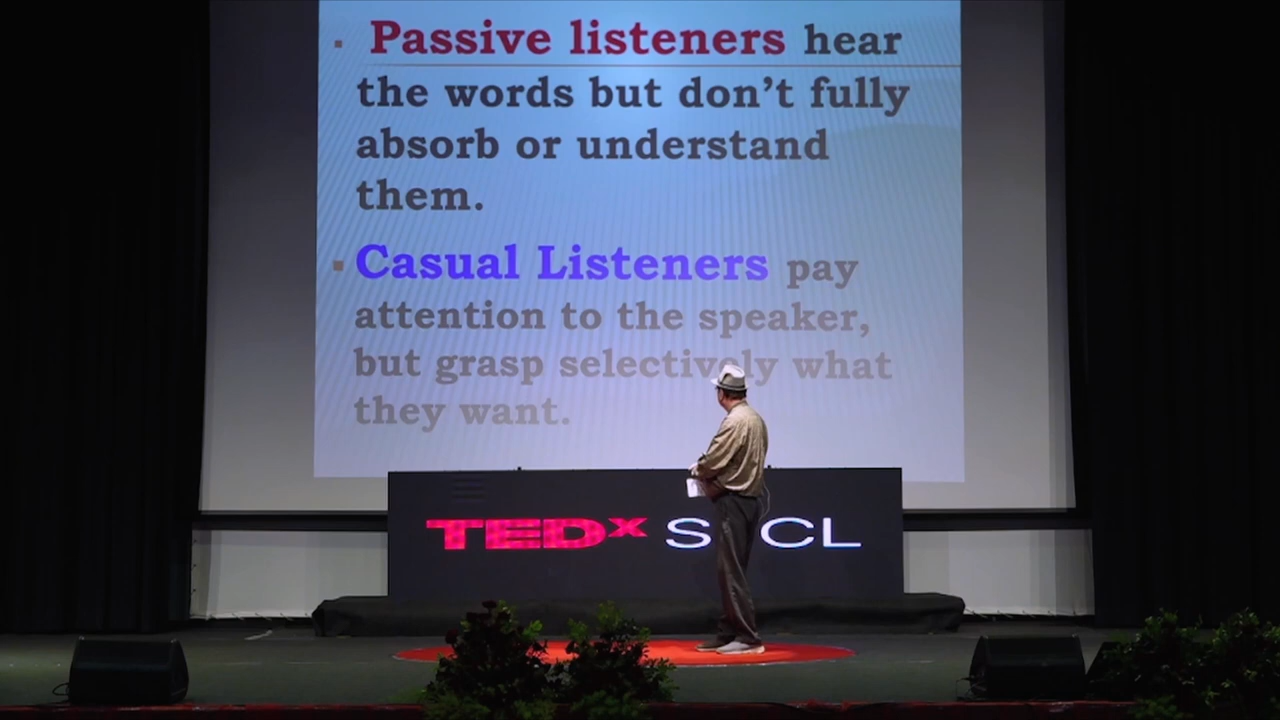 Passive listeners hear
the words but don't fully
absorb or understand
them.
Casual Listeners pay
attention to the speaker,
but grasp selectively what
they want.
TEDx